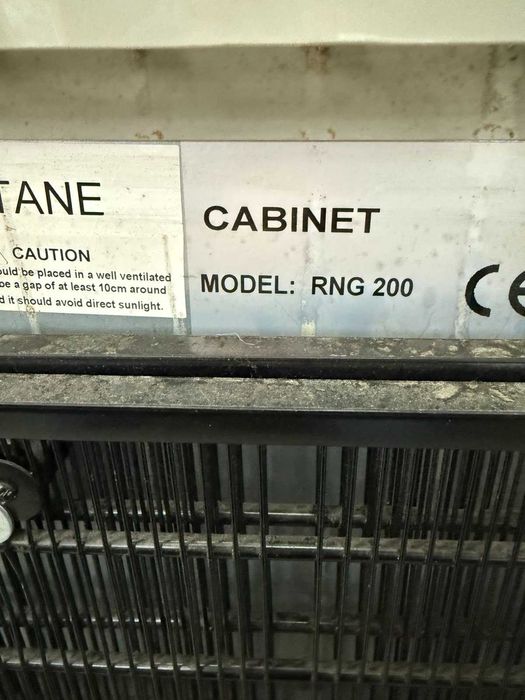 TANE
CAUTION
ould be placed in a well ventilated
be a gap of at least 10cm around
d it should avoid direct sunlight.
CABINET
MODEL: RNG 200
CE